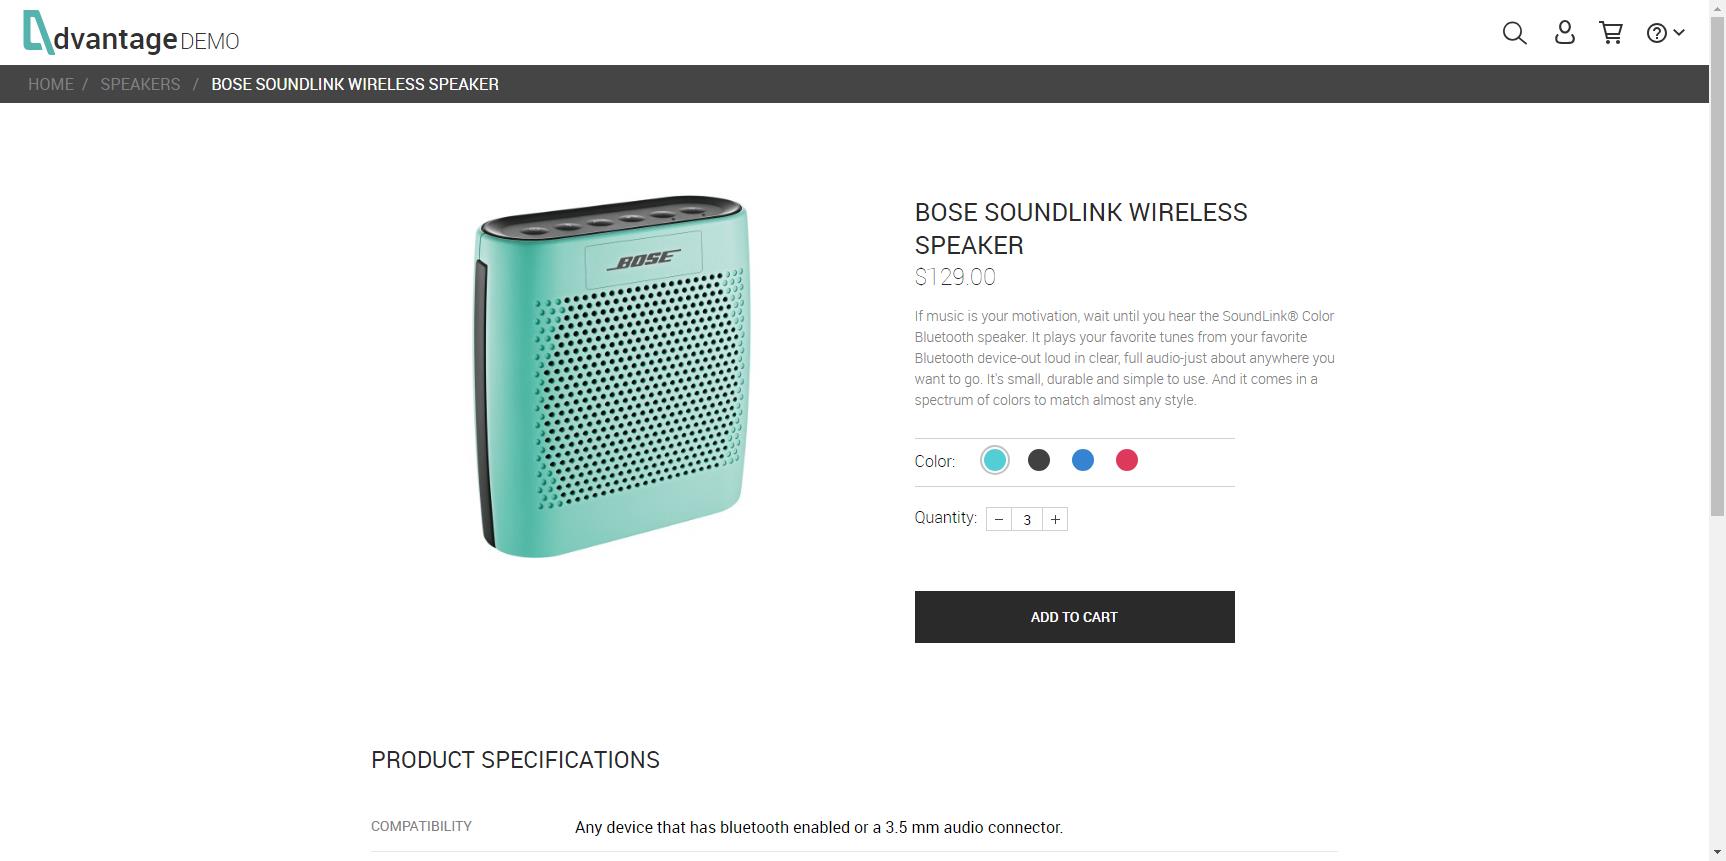 dvantage DEMO
HOME / SPEAKERS / BOSE SOUNDLINK WIRELESS SPEAKER
BOSE
BOSE SOUNDLINK WIRELESS
SPEAKER
$129.00
If music is your motivation, wait until you hear the SoundLink® Color
Bluetooth speaker. It plays your favorite tunes from your favorite
Bluetooth device-out loud in clear, full audio-just about anywhere you
want to go. It's small, durable and simple to use. And it comes in a
spectrum of colors to match almost any style.
Color:
Quantity: − 3 +
ADD TO CART
PRODUCT SPECIFICATIONS
COMPATIBILITY Any device that has bluetooth enabled or a 3.5 mm audio connector.